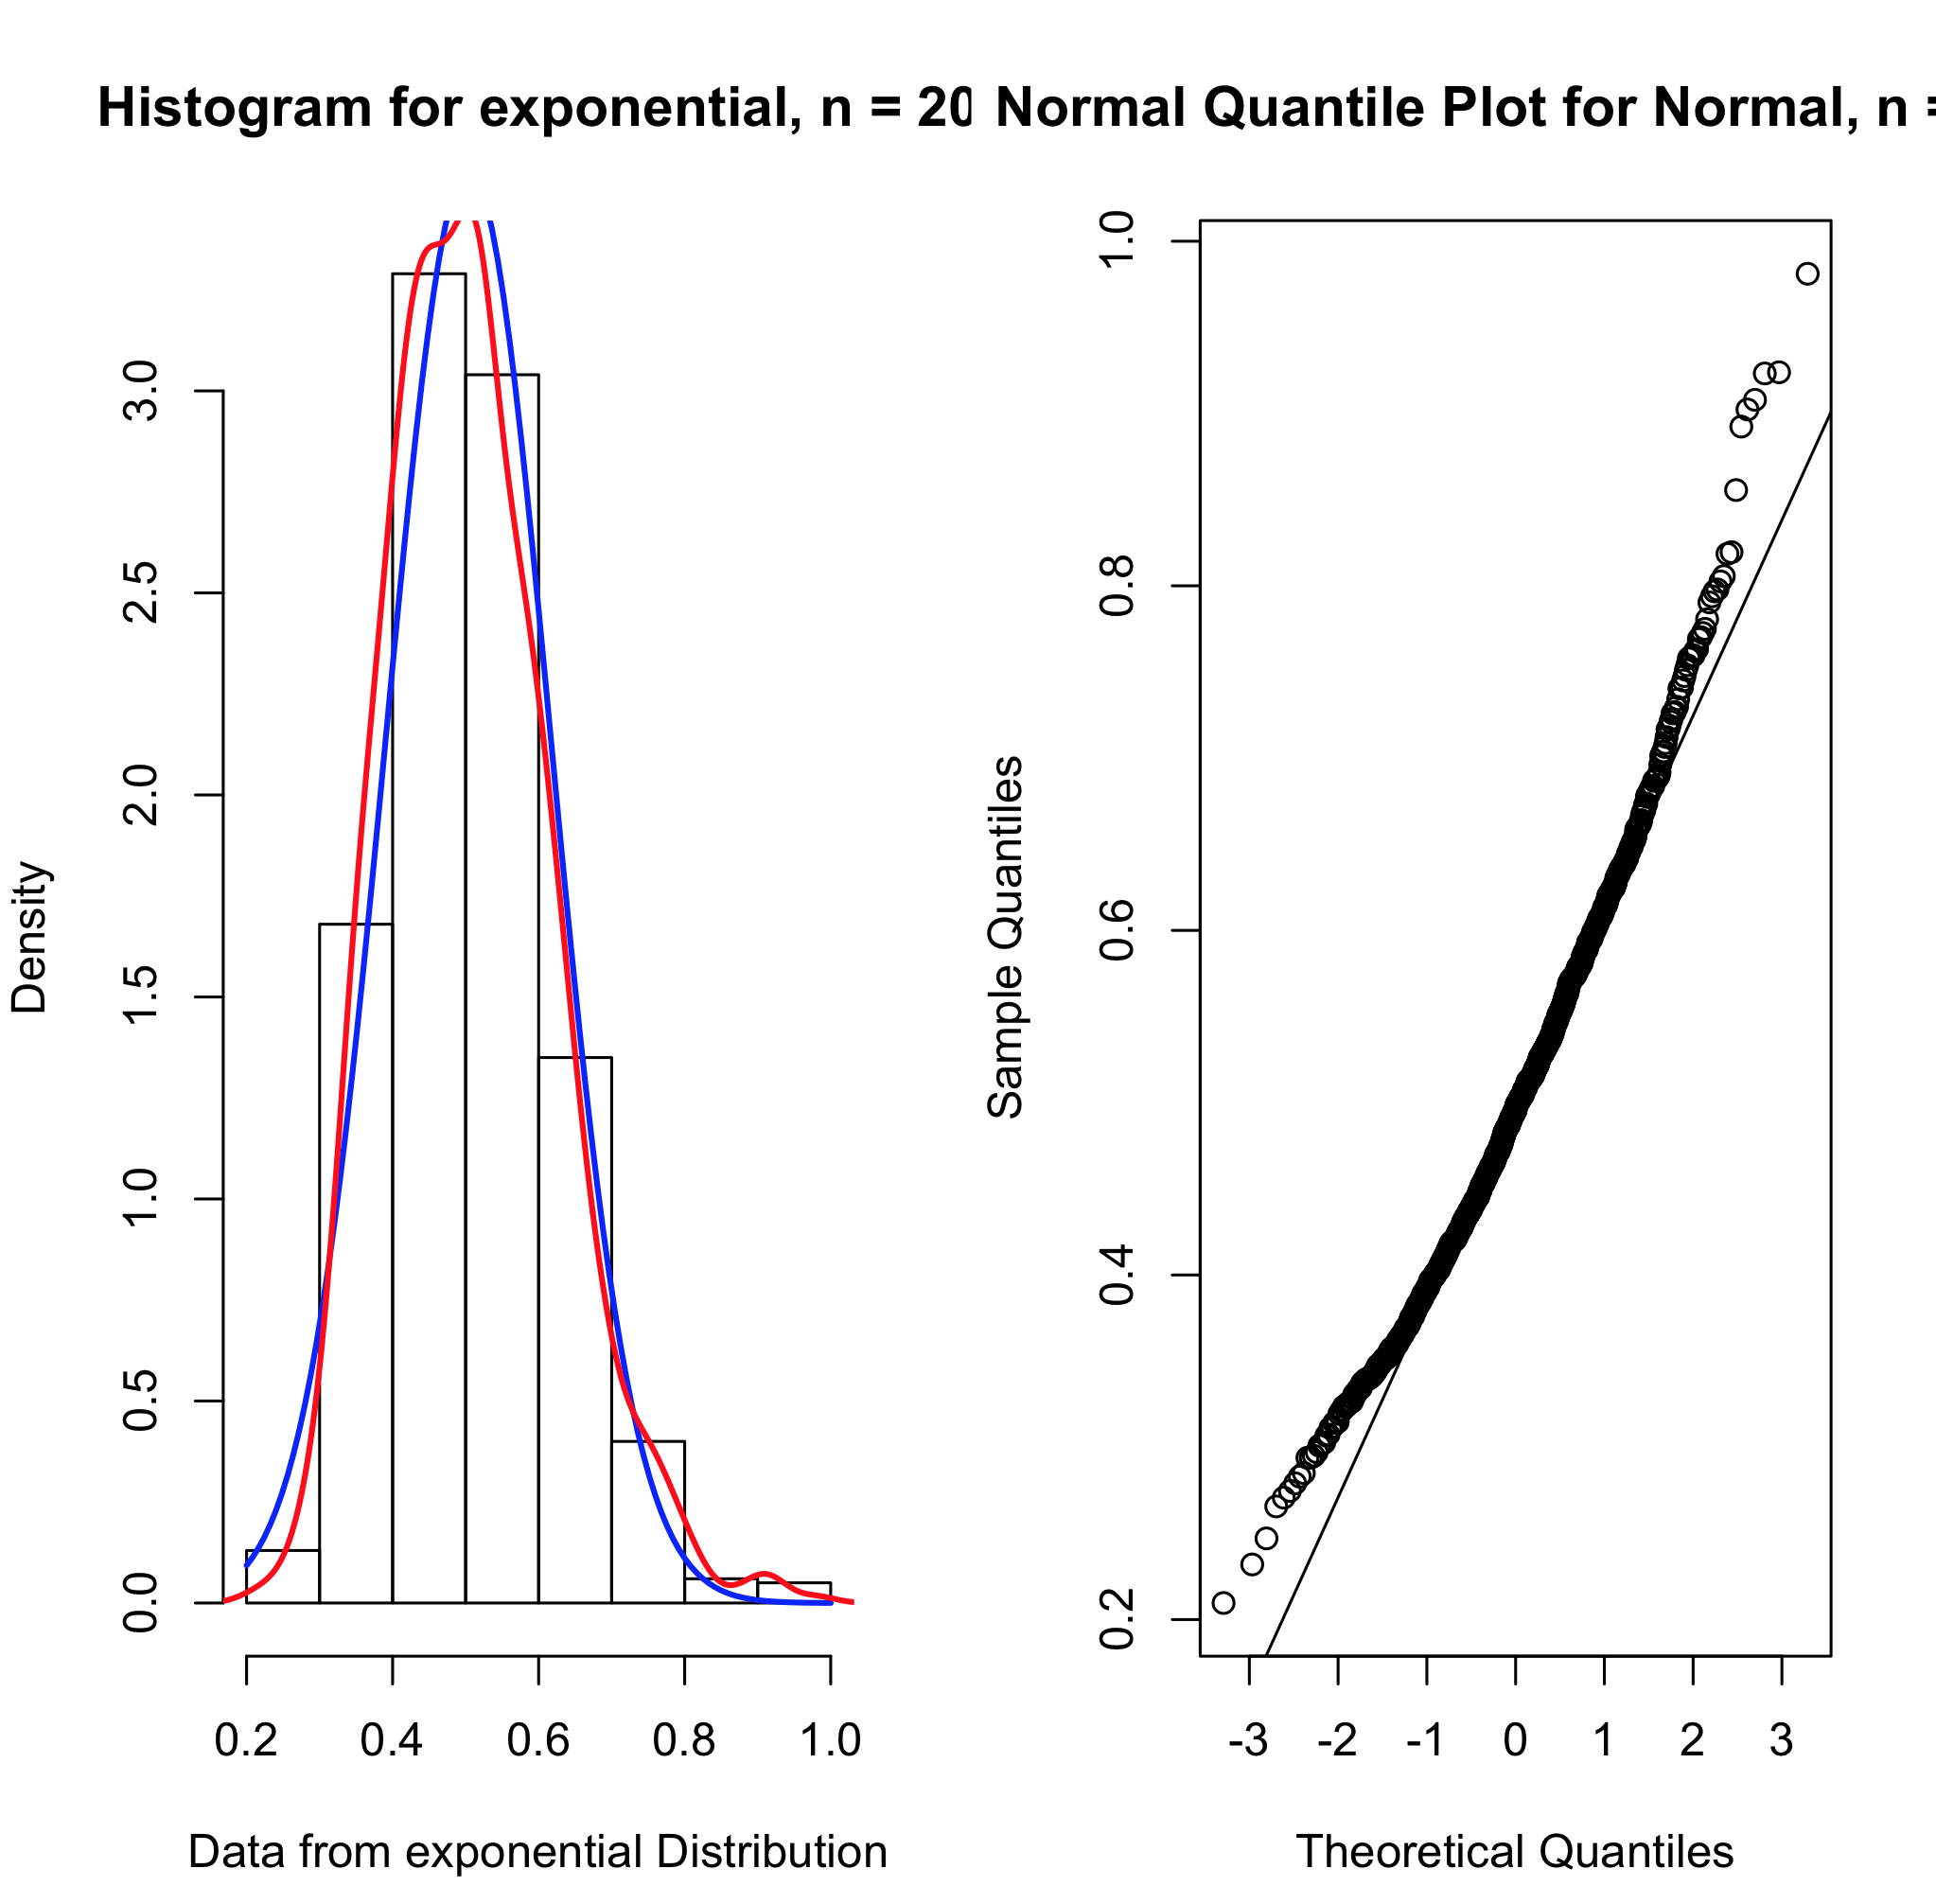 Histogram for exponential, n = 20
Normal Quantile Plot for Normal, n =
Density
0.0 0.5 1.0 1.5 2.0 2.5 3.0
0.2 0.4 0.6 0.8 1.0
Data from exponential Distribution
Sample Quantiles
0.2 0.4 0.6 0.8 1.0
-3 -2 -1 0 1 2 3
Theoretical Quantiles